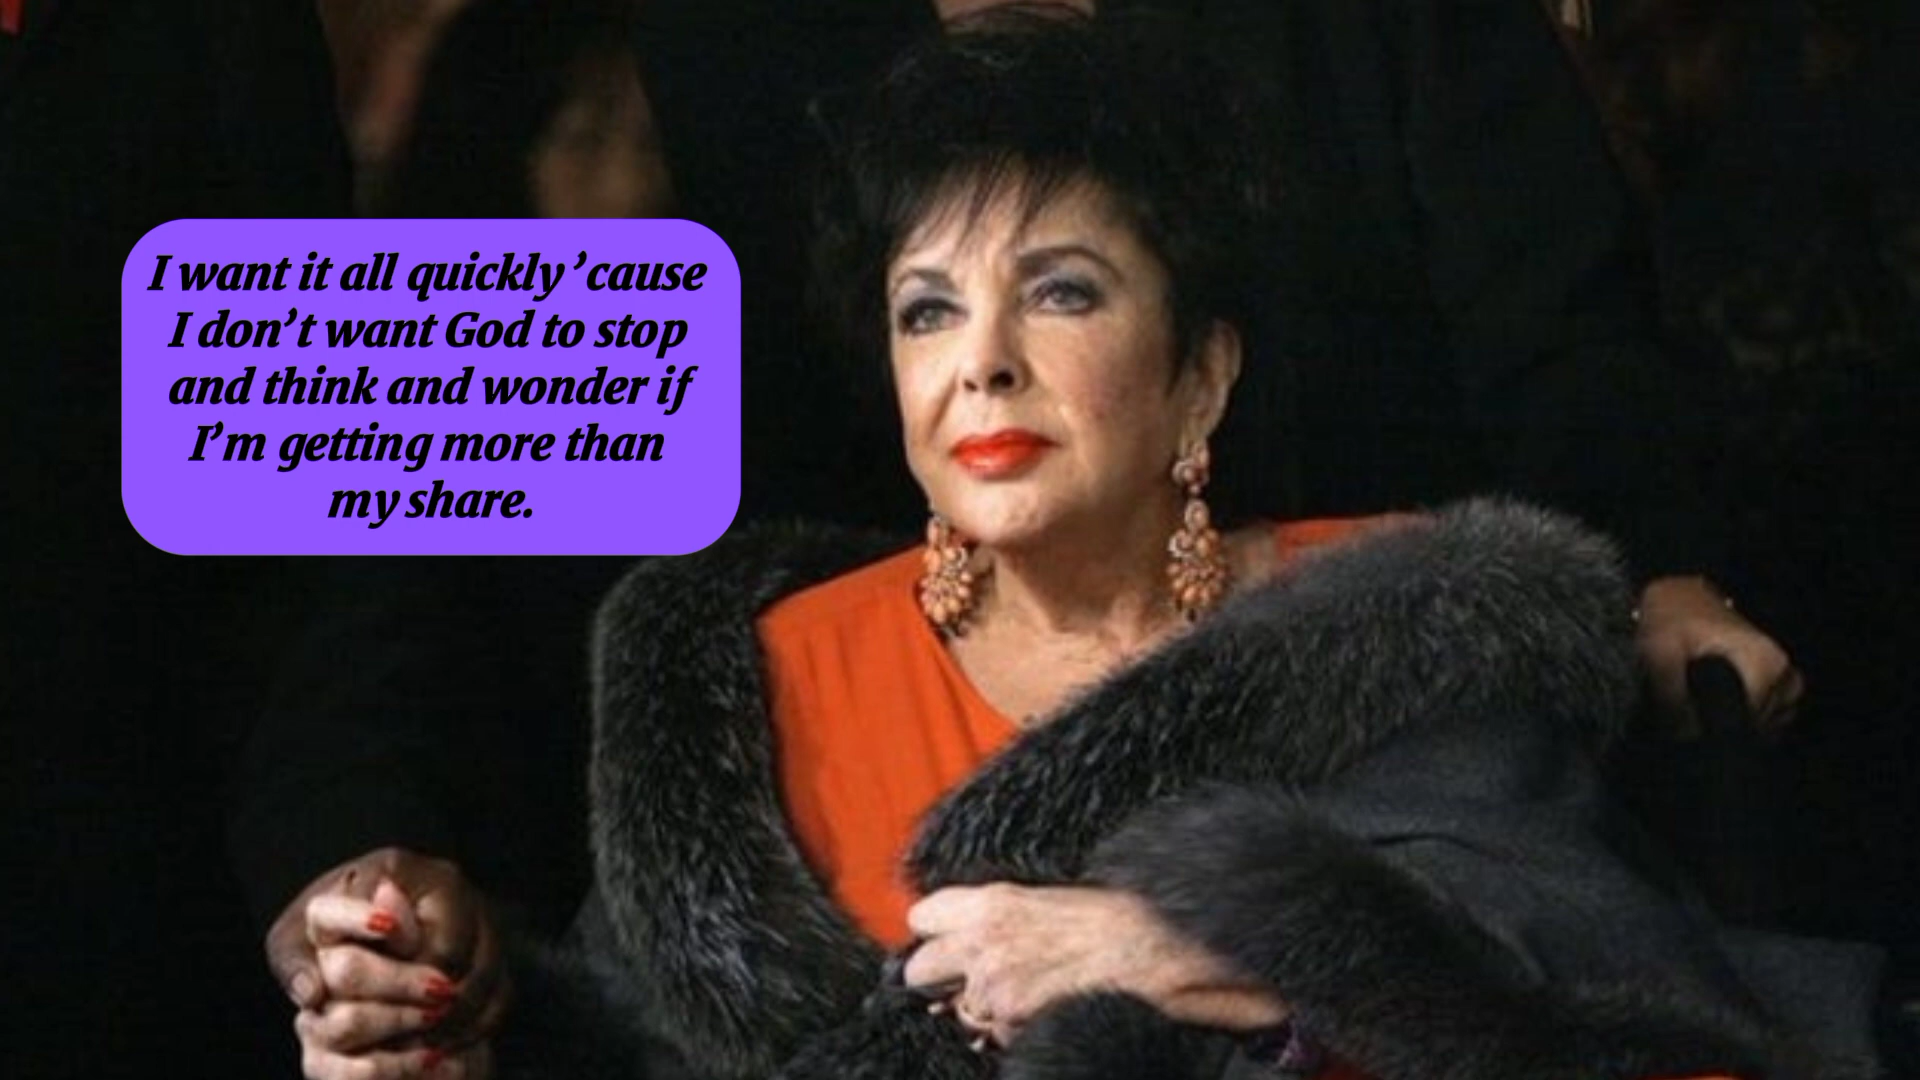 I want it all quickly ’cause
I don’t want God to stop
and think and wonder if
I’m getting more than
my share.